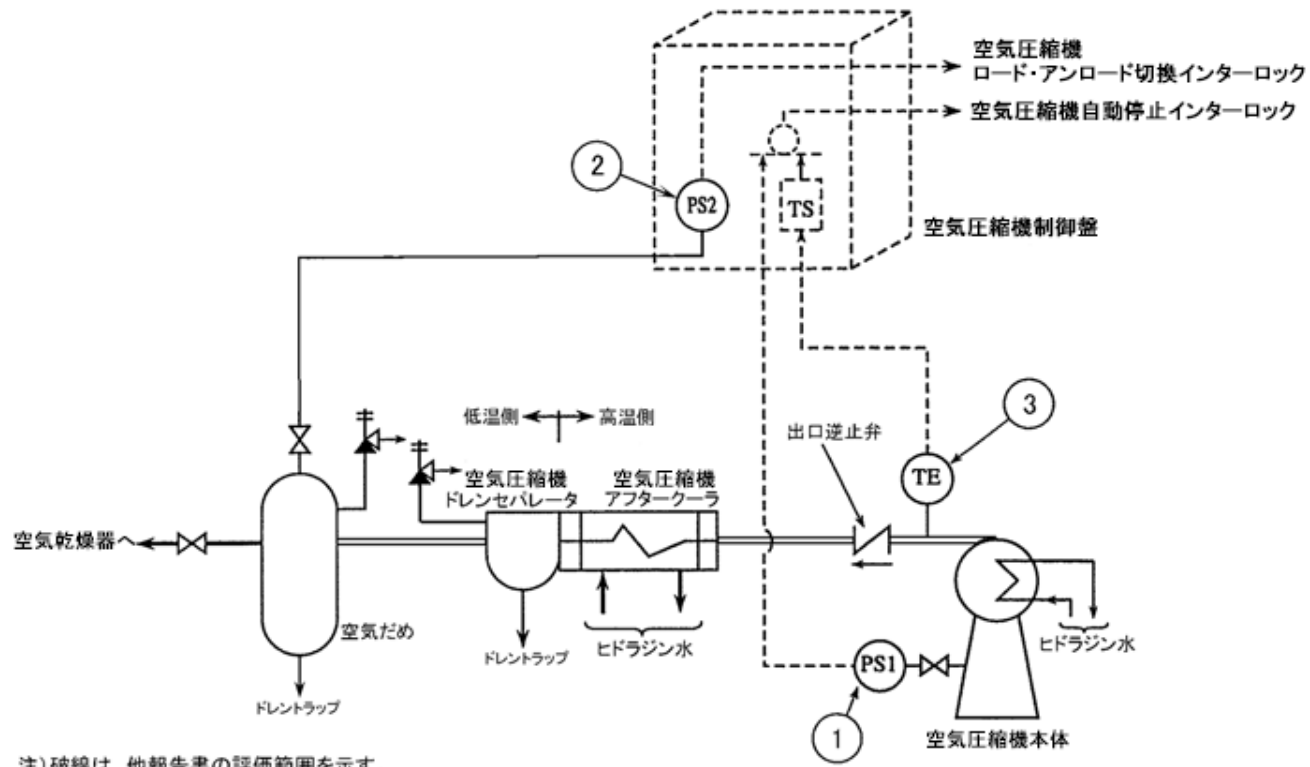 空気圧縮機
ロード・アンロード切換インターロック
空気圧縮機自動停止インターロック
2
PS2
TS
空気圧縮機制御盤
低温側
高温側
出口逆止弁
3
TE
空気圧縮機
ドレンセパレータ
空気圧縮機
アフタークーラ
空気乾燥器へ
空気だめ
ドレントラップ
ヒドラジン水
ヒドラジン水
PS1
ドレントラップ
1
空気圧縮機本体
注)破線は、他報告書の評価範囲を示す